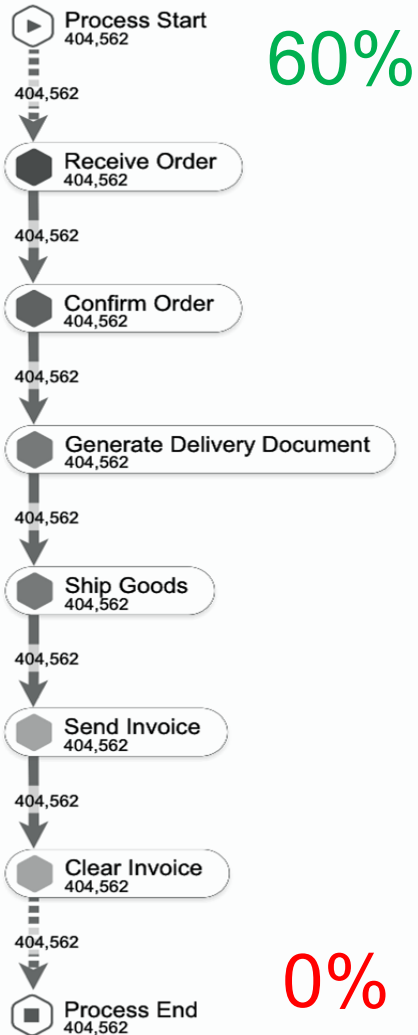 Process Start
404,562
60%
404,562
Receive Order
404,562
404,562
Confirm Order
404,562
404,562
Generate Delivery Document
404,562
404,562
Ship Goods
404,562
404,562
Send Invoice
404,562
404,562
Clear Invoice
404,562
404,562
0%
Process End
404,562